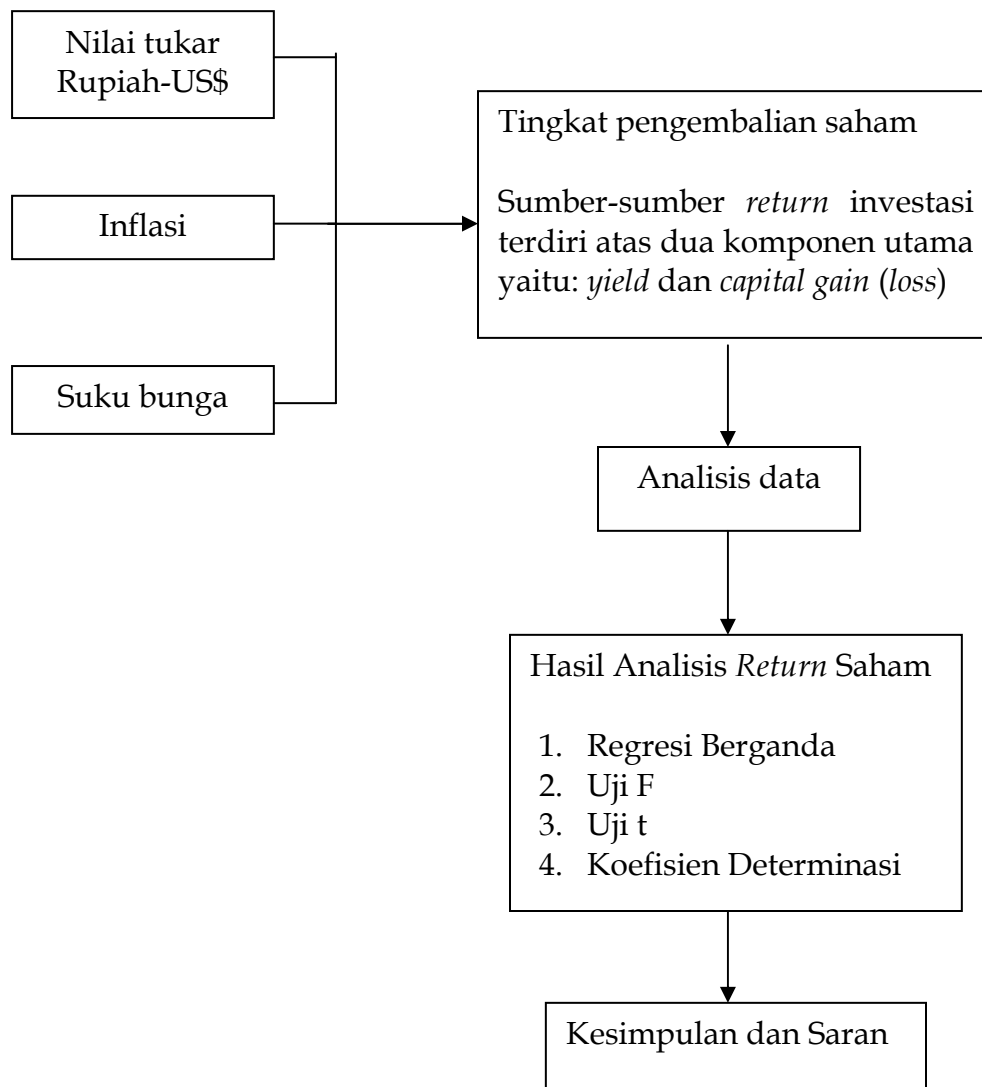 Nilai tukar
Rupiah-US$
Inflasi
Suku bunga
Tingkat pengembalian saham
Sumber-sumber return investasi
terdiri atas dua komponen utama
yaitu: yield dan capital gain (loss)
Analisis data
Hasil Analisis Return Saham
1. Regresi Berganda
2. Uji F
3. Uji t
4. Koefisien Determinasi
Kesimpulan dan Saran